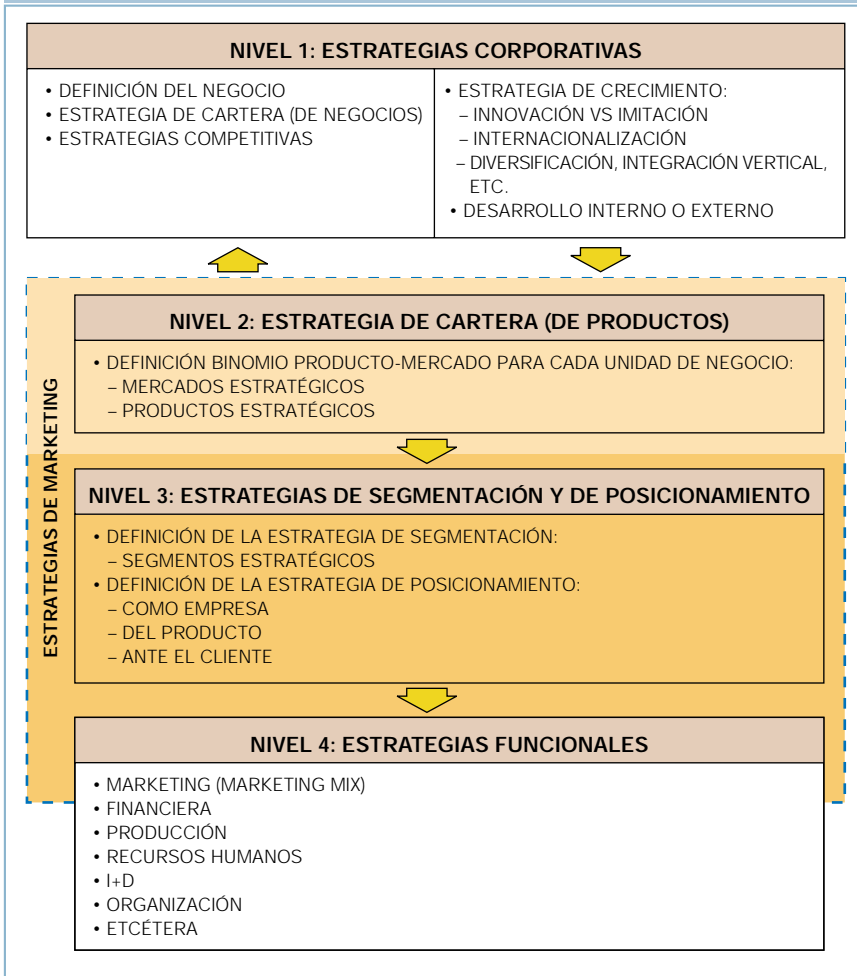 NIVEL 1: ESTRATEGIAS CORPORATIVAS
• DEFINICIÓN DEL NEGOCIO
• ESTRATEGIA DE CARTERA (DE NEGOCIOS)
• ESTRATEGIAS COMPETITIVAS
• ESTRATEGIA DE CRECIMIENTO:
– INNOVACIÓN VS IMITACIÓN
– INTERNACIONALIZACIÓN
– DIVERSIFICACIÓN, INTEGRACIÓN VERTICAL,
ETC.
• DESARROLLO INTERNO O EXTERNO
ESTRATEGIAS DE MARKETING
NIVEL 2: ESTRATEGIA DE CARTERA (DE PRODUCTOS)
• DEFINICIÓN BINOMIO PRODUCTO-MERCADO PARA CADA UNIDAD DE NEGOCIO:
– MERCADOS ESTRATÉGICOS
– PRODUCTOS ESTRATÉGICOS
NIVEL 3: ESTRATEGIAS DE SEGMENTACIÓN Y DE POSICIONAMIENTO
• DEFINICIÓN DE LA ESTRATEGIA DE SEGMENTACIÓN:
– SEGMENTOS ESTRATÉGICOS
• DEFINICIÓN DE LA ESTRATEGIA DE POSICIONAMIENTO:
– COMO EMPRESA
– DEL PRODUCTO
– ANTE EL CLIENTE
NIVEL 4: ESTRATEGIAS FUNCIONALES
• MARKETING (MARKETING MIX)
• FINANCIERA
• PRODUCCIÓN
• RECURSOS HUMANOS
• I+D
• ORGANIZACIÓN
• ETCÉTERA